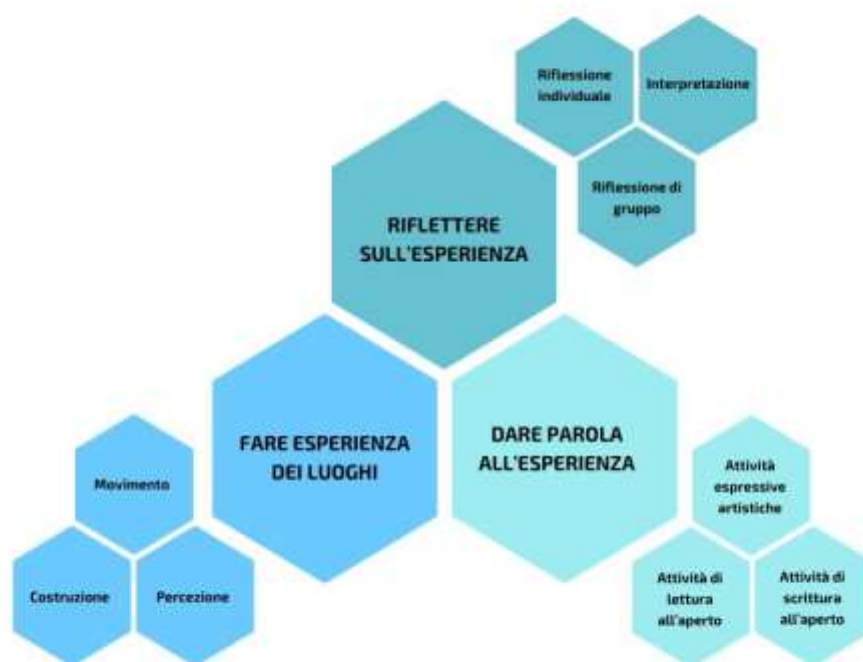 Riflessione
individuale
Interpretazione
Riflessione di
gruppo
RIFLETTERE
SULL'ESPERIENZA
FARE ESPERIENZA
DEI LUOGHI
DARE PAROLA
ALL'ESPERIENZA
Movimento
Costruzione
Percezione
Attività
espressive
artistiche
Attività di
lettura
all'aperto
Attività di
scrittura
all'aperto